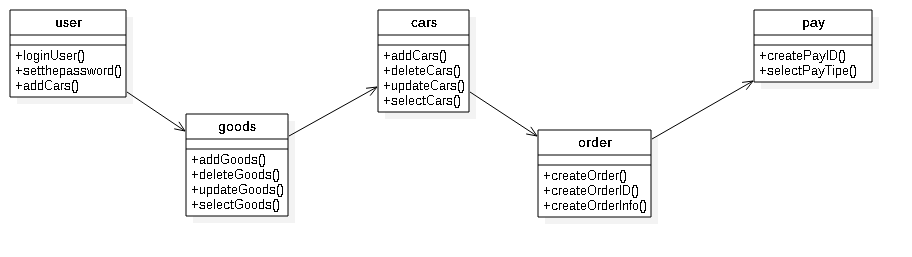 user
+loginUser()
+setthepassword()
+addCars()
goods
+addGoods()
+deleteGoods()
+updateGoods()
+selectGoods()
cars
+addCars()
+deleteCars()
+updateCars()
+selectCars()
order
+createOrder()
+createOrderID()
+createOrderInfo()
pay
+createPayID()
+selectPayTipe()